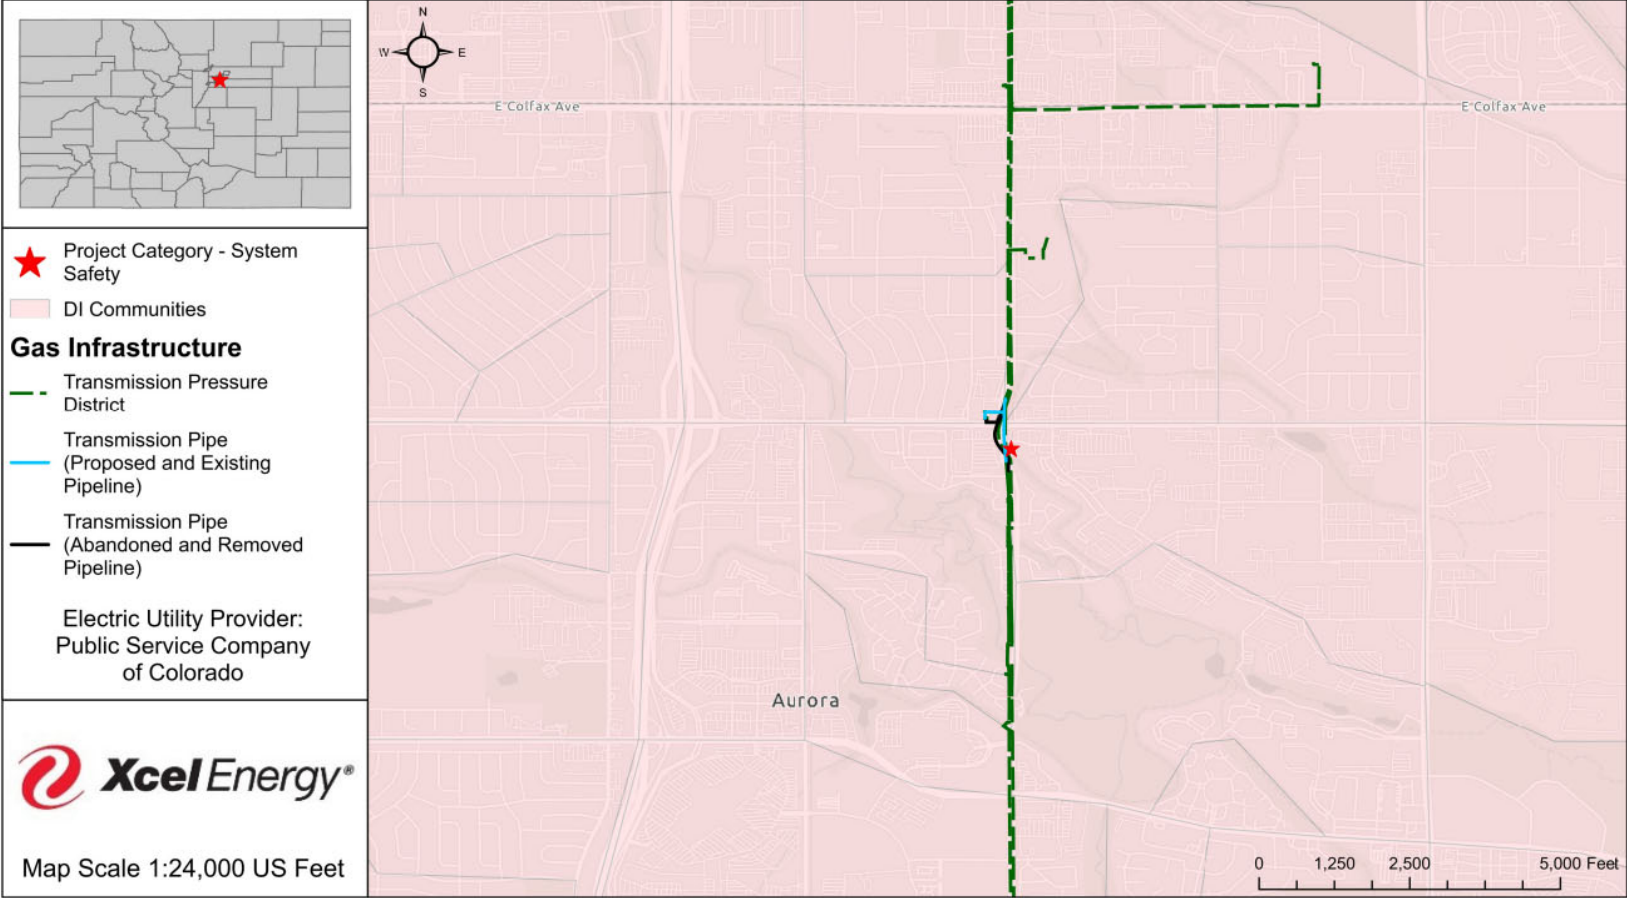 N
W
E
S
E Colfax Ave
E Colfax Ave
Project Category - System
Safety
DI Communities
Gas Infrastructure
Transmission Pressure
District
Transmission Pipe
(Proposed and Existing
Pipeline)
Transmission Pipe
(Abandoned and Removed
Pipeline)
Electric Utility Provider:
Public Service Company
of Colorado
Aurora
Xcel Energy®
Map Scale 1:24,000 US Feet
0 1,250 2,500 5,000 Feet